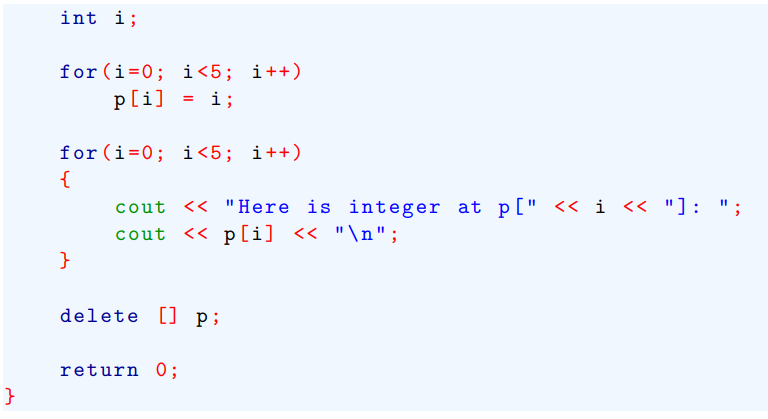 int i;
for(i=0; i<5; i++)
p[i] = i;
for(i=0; i<5; i++)
{
cout << "Here is integer at p[" << i << "]: ";
cout << p[i] << "\n";
}
delete [] p;
return 0;
}